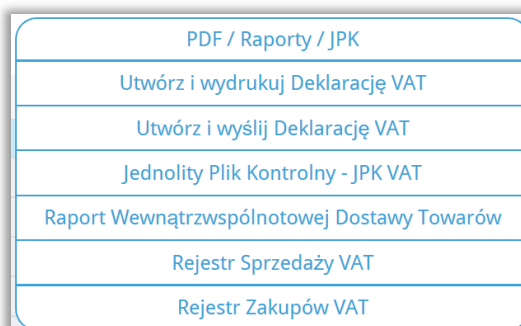 PDF / Raporty / JPK
Utwórz i wydrukuj Deklarację VAT
Utwórz i wyślij Deklarację VAT
Jednolity Plik Kontrolny - JPK VAT
Raport Wewnątrzwspólnotowej Dostawy Towarów
Rejestr Sprzedaży VAT
Rejestr Zakupów VAT